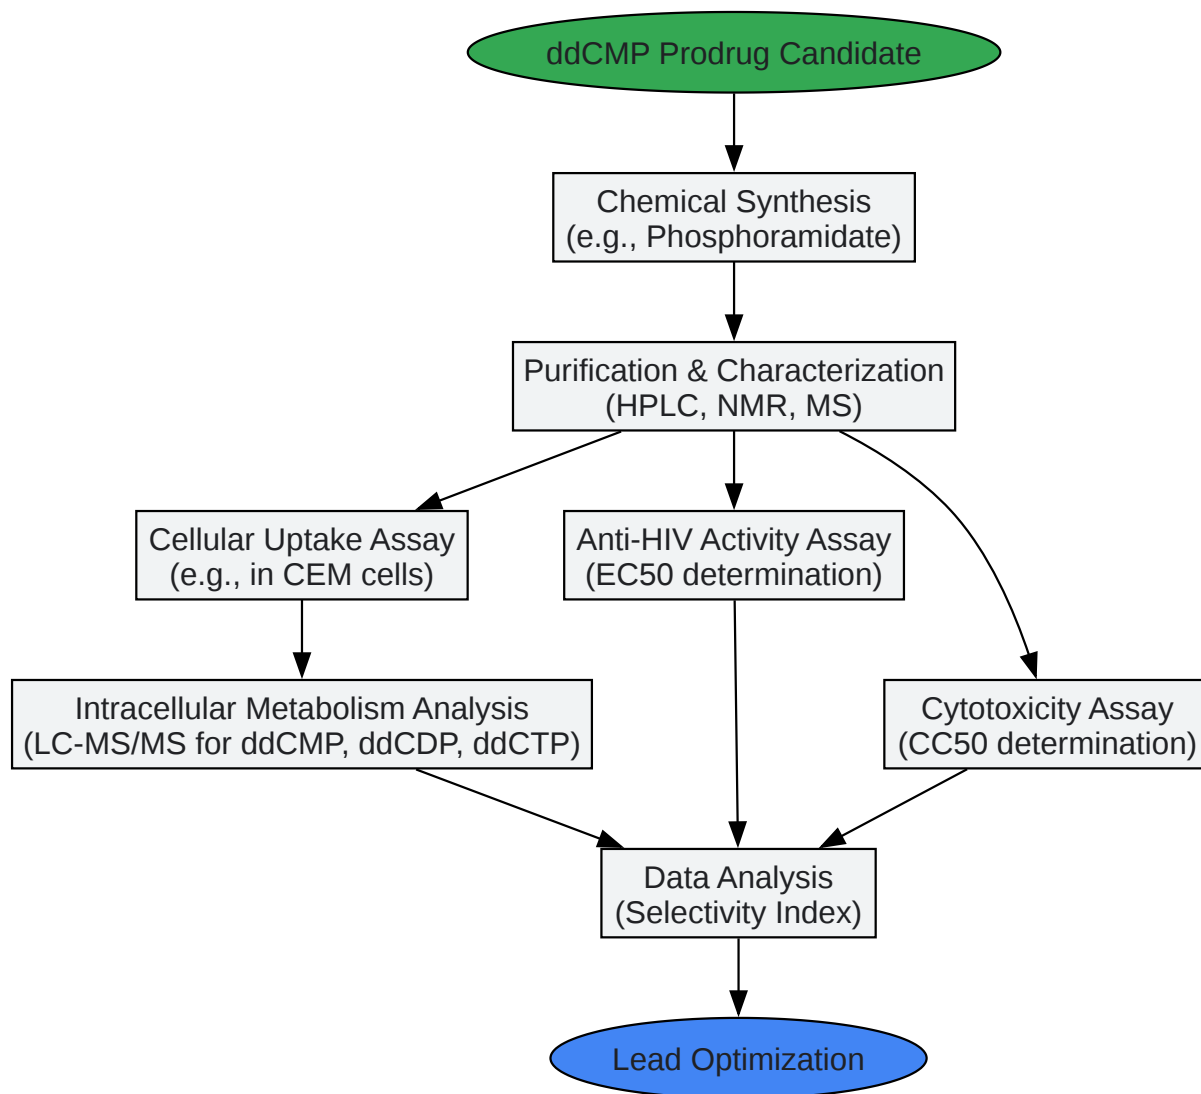 ddCMP Prodrug Candidate
Chemical Synthesis
(e.g., Phosphoramidate)
Purification & Characterization
(HPLC, NMR, MS)
Cellular Uptake Assay
(e.g., in CEM cells)
Anti-HIV Activity Assay
(EC50 determination)
Intracellular Metabolism Analysis
(LC-MS/MS for ddCMP, ddCDP, ddCTP)
Cytotoxicity Assay
(CC50 determination)
Data Analysis
(Selectivity Index)
Lead Optimization